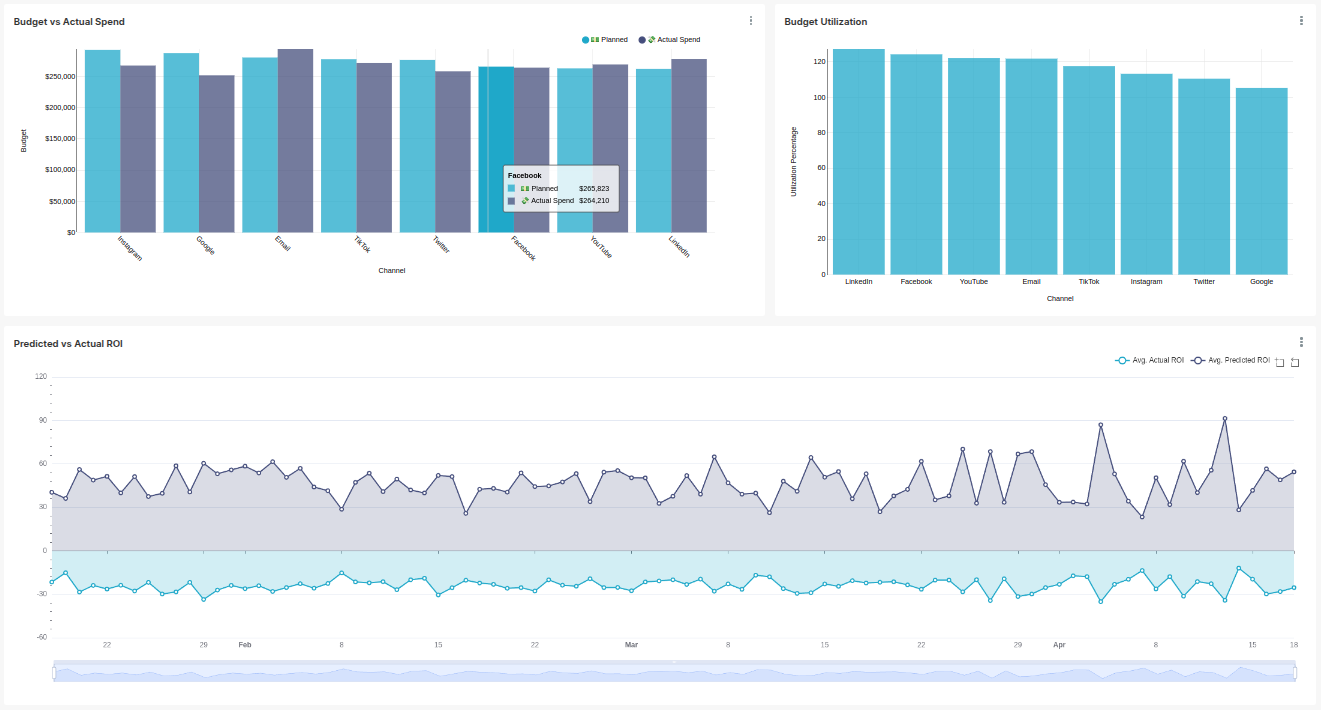 Budget vs Actual Spend
💵 Planned 💸 Actual Spend
Budget
$250,000
$200,000
$150,000
$100,000
$50,000
$0
Facebook
💵 Planned $265,823
💸 Actual Spend $264,210
Instagram Google Email TikTok Twitter Facebook YouTube LinkedIn
Channel
Budget Utilization
Utilization Percentage
120
100
80
60
40
20
0
LinkedIn Facebook YouTube Email TikTok Instagram Twitter Google
Channel
Predicted vs Actual ROI
Avg. Actual ROI Avg. Predicted ROI
120
90
60
30
0
-30
-60
22 29 Feb 8 15 22 Mar 8 15 22 29 Apr 8 15 18